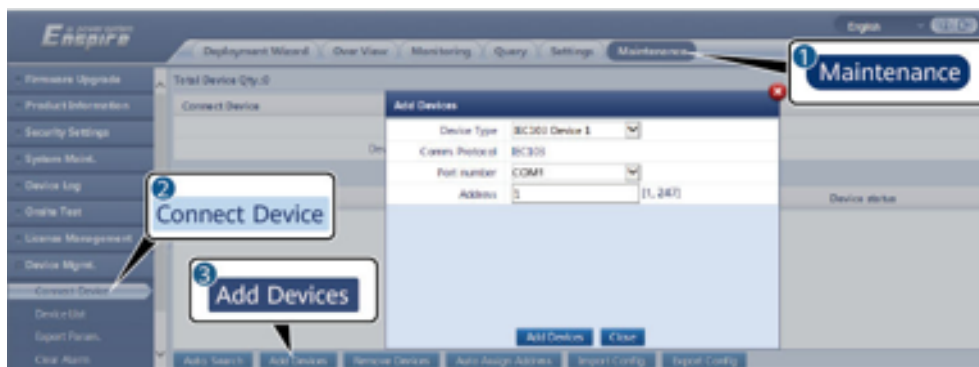 Enspire
English
Deployment Wizard
Over View
Monitoring
Query
Settings
Maintenance
1
Maintenance
Firmware Upgrade
Product Information
Security Settings
System Maint.
Device Log
Onsite Test
License Management
Device Mgmt.
Connect Device
Device List
Export Param.
Clear Alarm
Total Device Qty.:0
Connect Device
Add Devices
Device Type
IEC103 Device 1
Comm. Protocol
IEC103
Port number
COM1
Address
1
[1, 247]
Add Devices
Close
Device status
2
Connect Device
3
Add Devices
Auto Search
Add Devices
Remove Devices
Auto Assign Address
Import Config
Export Config